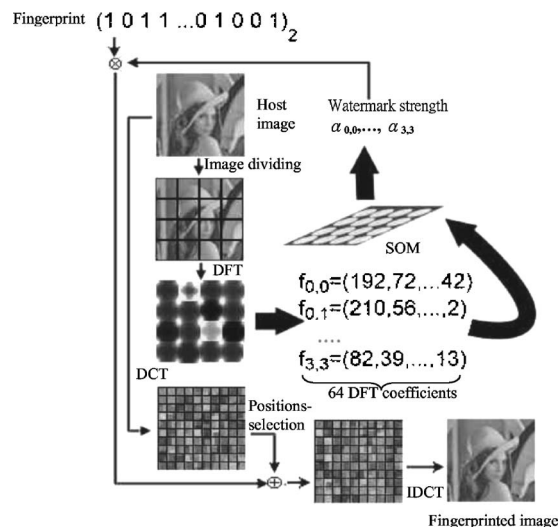 Fingerprint (1 0 1 1 ...0 1 0 0 1)2
Host
image
Watermark strength
α0,0,..., α3,3
Image dividing
SOM
DFT
f0,0=(192,72,...42)
f0,1=(210,56,...,2)
....
f3,3=(82,39,...,13)
64 DFT coefficients
DCT
Positions-
selection
IDCT
Fingerprinted image